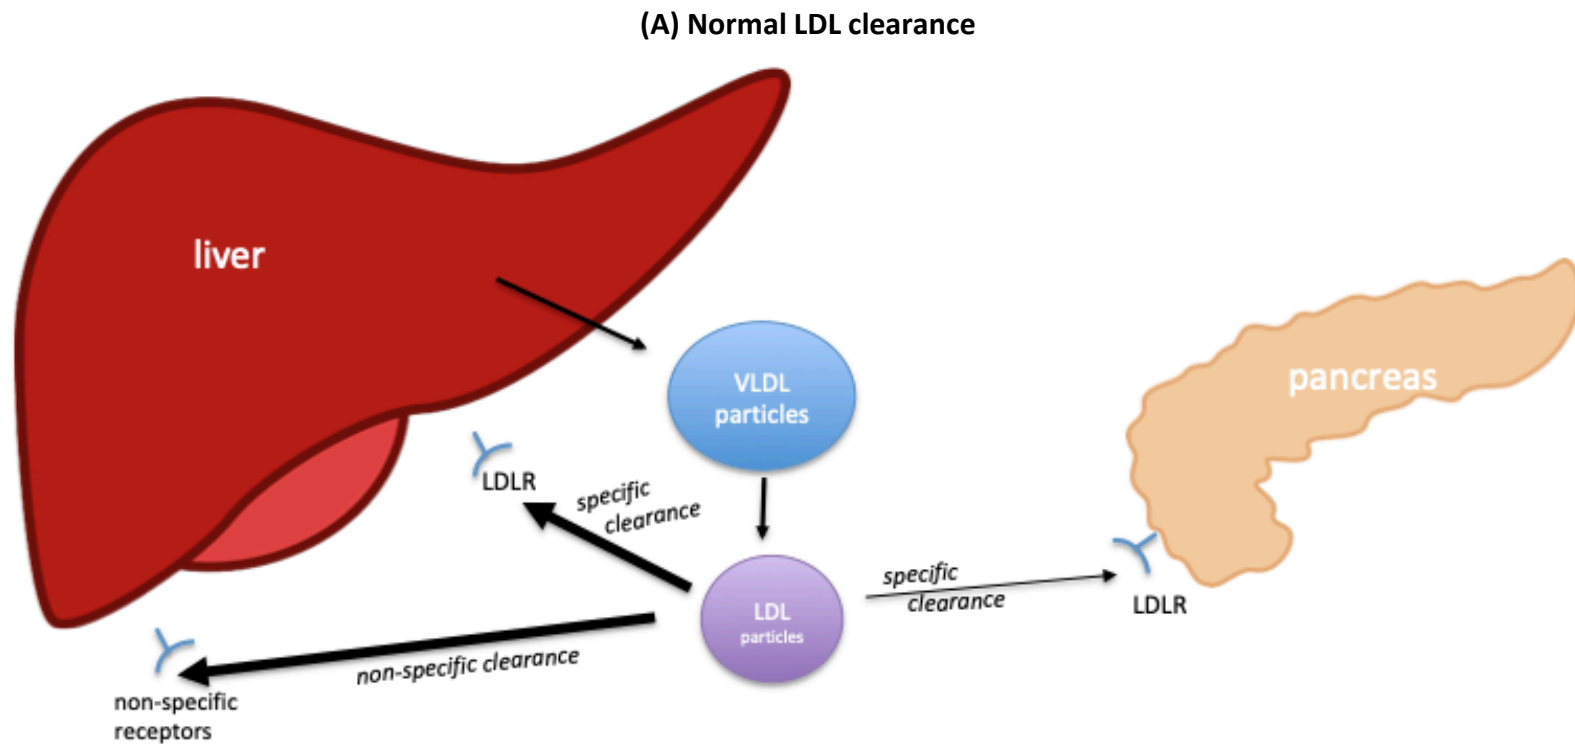 (A) Normal LDL clearance
liver
VLDL
particles
pancreas
LDLR
specific
clearance
LDL
particles
specific
clearance
LDLR
non-specific clearance
non-specific
receptors